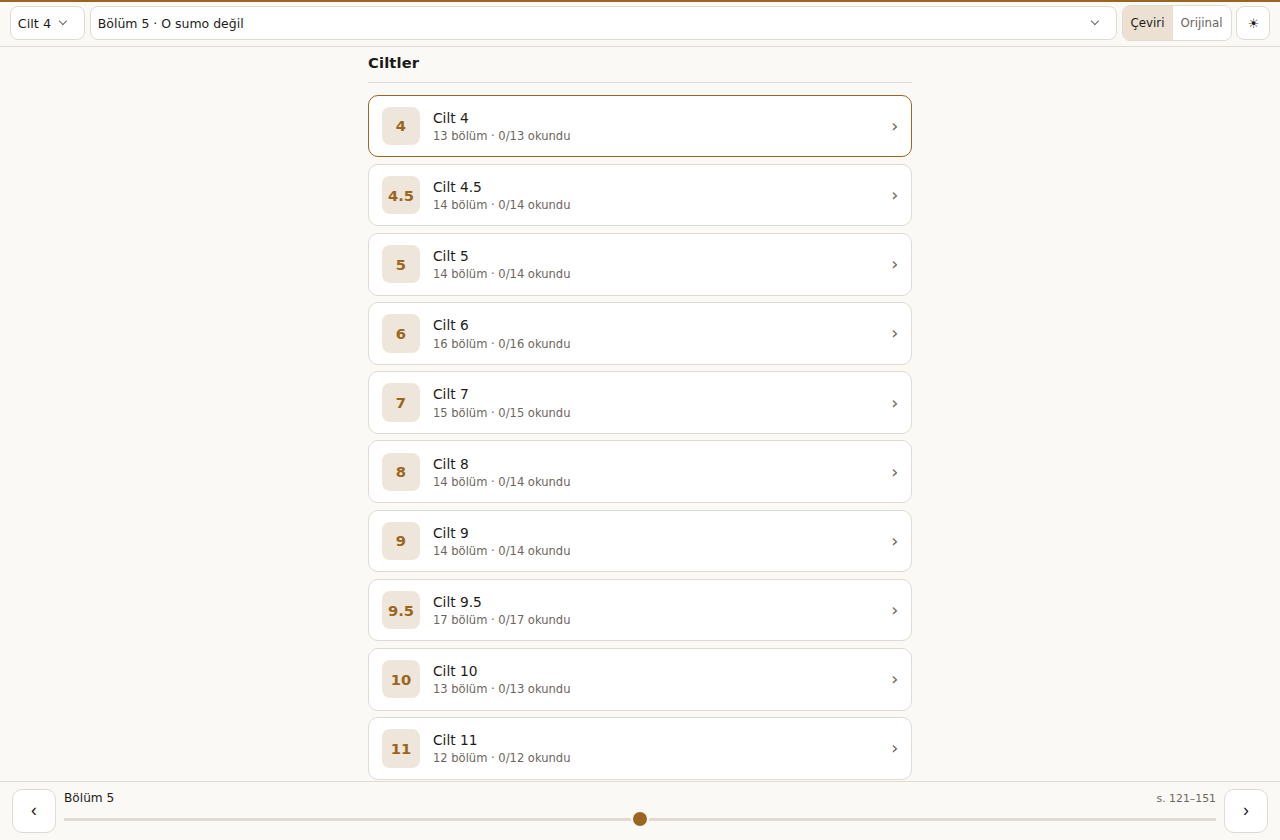 Cilt 4
Bölüm 5 · O sumo değil
Çeviri
Orijinal
Ciltler
4
Cilt 4
13 bölüm · 0/13 okundu
4.5
Cilt 4.5
14 bölüm · 0/14 okundu
5
Cilt 5
14 bölüm · 0/14 okundu
6
Cilt 6
16 bölüm · 0/16 okundu
7
Cilt 7
15 bölüm · 0/15 okundu
8
Cilt 8
14 bölüm · 0/14 okundu
9
Cilt 9
14 bölüm · 0/14 okundu
9.5
Cilt 9.5
17 bölüm · 0/17 okundu
10
Cilt 10
13 bölüm · 0/13 okundu
11
Cilt 11
12 bölüm · 0/12 okundu
Bölüm 5
s. 121–151